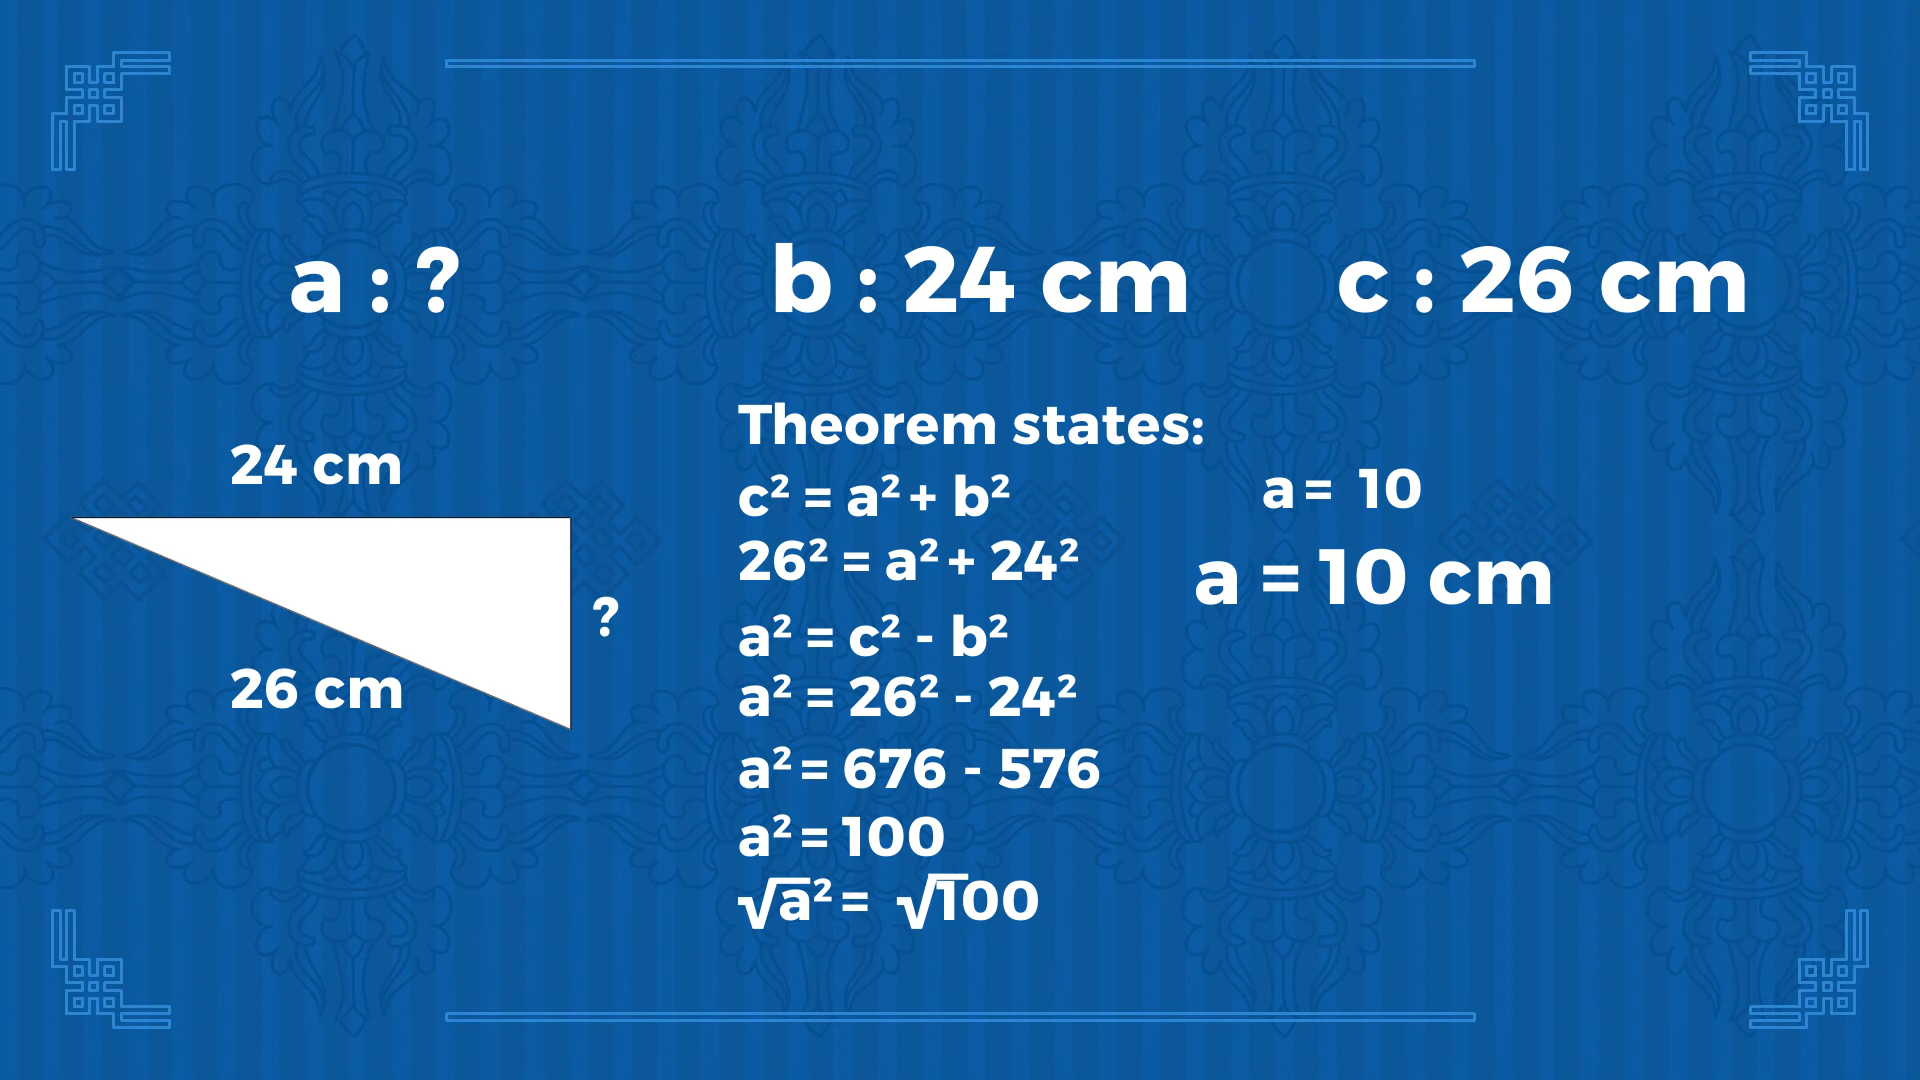 a : ?
b : 24 cm
c : 26 cm
24 cm
?
26 cm
Theorem states:
c² = a² + b²
26² = a² + 24²
a² = c² - b²
a² = 26² - 24²
a² = 676 - 576
a² = 100
√a² = √100
a = 10
a = 10 cm